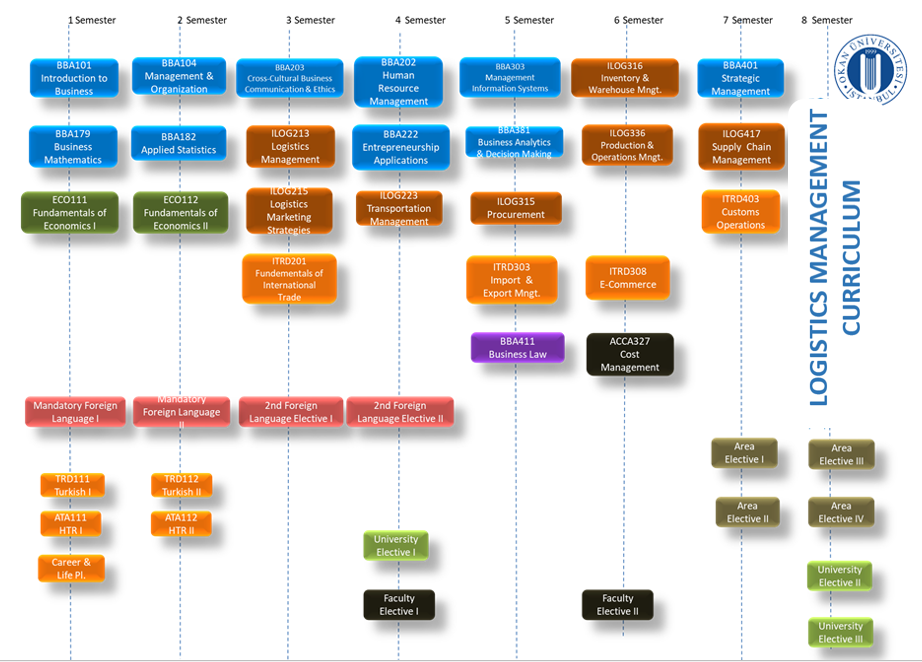 1 Semester
2 Semester
3 Semester
4 Semester
5 Semester
6 Semester
7 Semester
8 Semester
OKAN ÜNİVERSİTESİ
İSTANBUL
BBA101
Introduction to
Business
BBA104
Management &
Organization
BBA203
Cross-Cultural Business
Communication & Ethics
BBA202
Human
Resource
Management
BBA303
Management
Information Systems
ILOG316
Inventory &
Warehouse Mngt.
BBA401
Strategic
Management
BBA179
Business
Mathematics
BBA182
Applied Statistics
ILOG213
Logistics
Management
BBA222
Entrepreneurship
Applications
BBA381
Business Analytics
& Decision Making
ILOG336
Production &
Operations Mngt.
ILOG417
Supply Chain
Management
ECO111
Fundamentals of
Economics I
ECO112
Fundamentals of
Economics II
ILOG215
Logistics
Marketing
Strategies
ILOG223
Transportation
Management
ILOG315
Procurement
ITRD403
Customs
Operations
ITRD201
Fundementals of
International
Trade
ITRD303
Import &
Export Mngt.
ITRD308
E-Commerce
BBA411
Business Law
ACCA327
Cost
Management
LOGISTICS MANAGEMENT
CURRICULUM
Mandatory Foreign
Language I
Mandatory
Foreign Language
II
2nd Foreign
Language Elective I
2nd Foreign
Language Elective II
Area
Elective I
Area
Elective III
TRD111
Turkish I
TRD112
Turkish II
Area
Elective II
Area
Elective IV
ATA111
HTR I
ATA112
HTR II
University
Elective I
Career &
Life Pl.
University
Elective II
Faculty
Elective I
Faculty
Elective II
University
Elective III